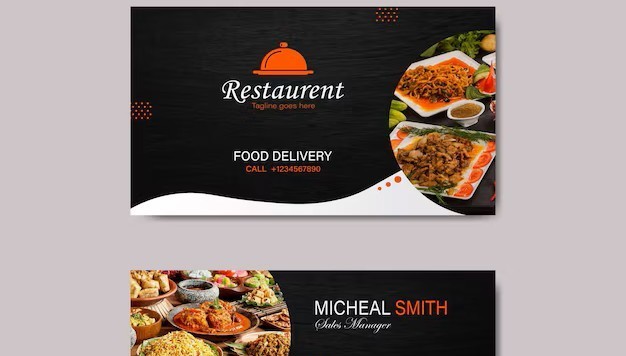 Restaurent
Tagline goes here
FOOD DELIVERY
CALL +1234567890
MICHEAL SMITH
Sales Manager